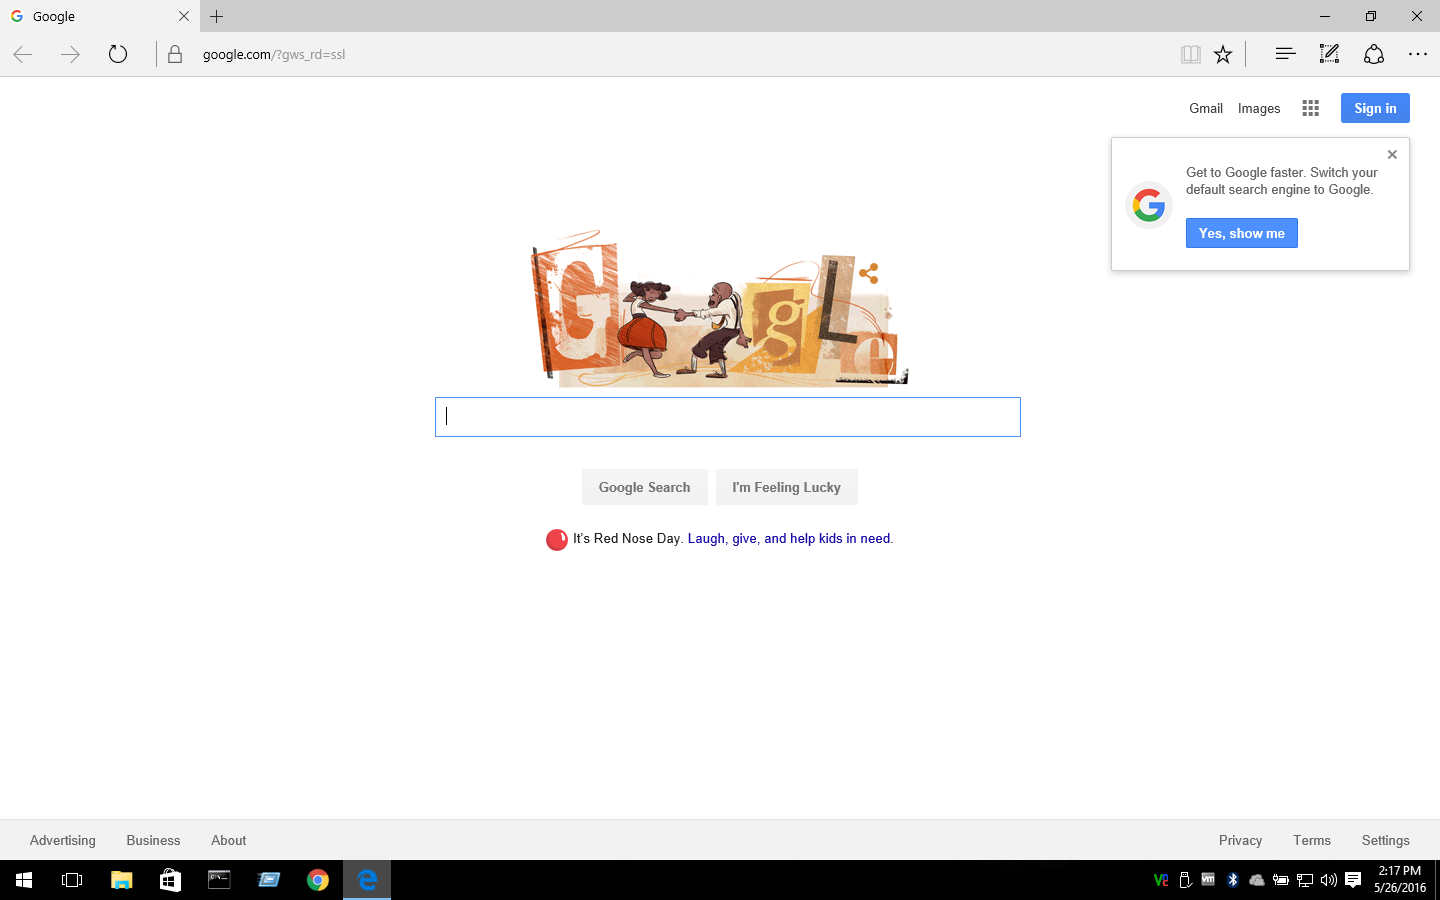 Google
google.com/?gws_rd=ssl
Gmail
Images
Sign in
Get to Google faster. Switch your
default search engine to Google.
Yes, show me
G
g
L
e
Google Search
I'm Feeling Lucky
It's Red Nose Day. Laugh, give, and help kids in need.
Advertising
Business
About
Privacy
Terms
Settings
2:17 PM
5/26/2016